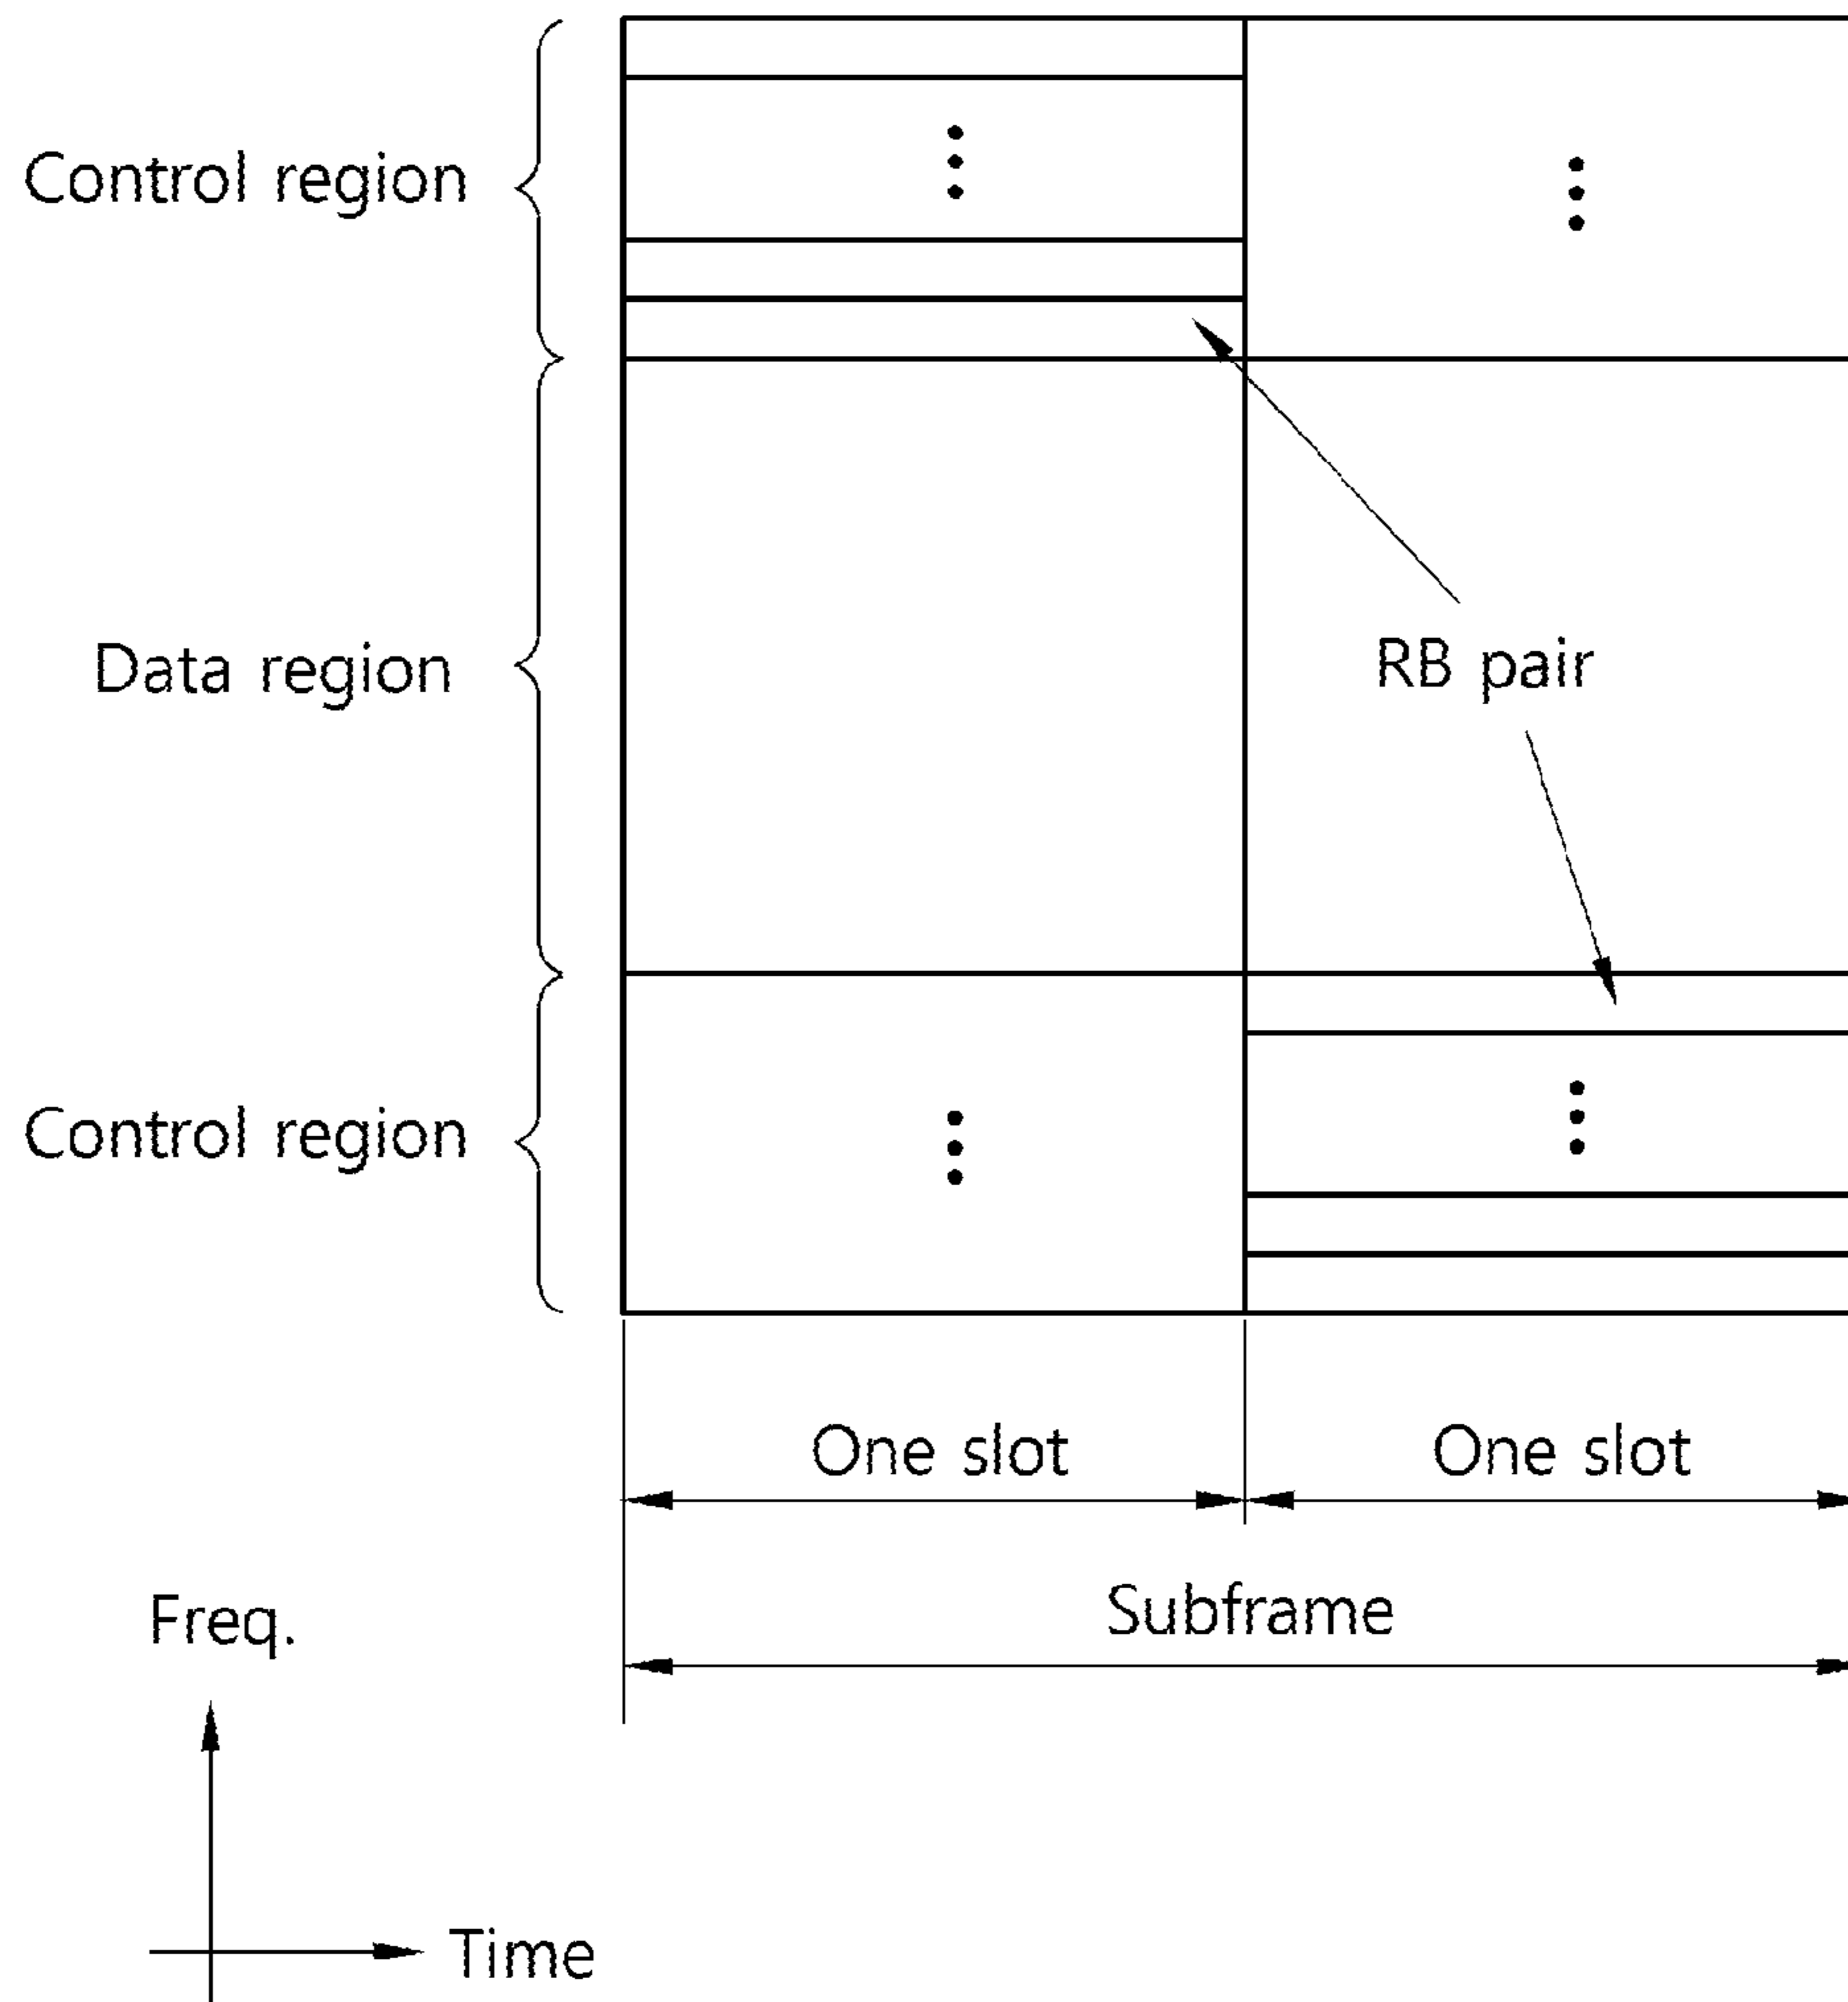 Control region
Data region
RB pair
Control region
One slot
One slot
Subframe
Freq.
Time